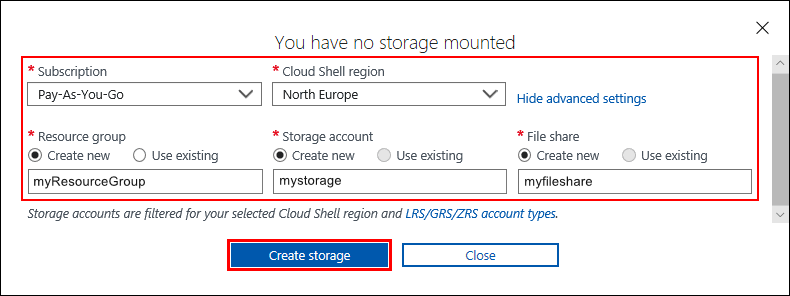 You have no storage mounted
* Subscription * Cloud Shell region
Pay-As-You-Go North Europe Hide advanced settings
* Resource group * Storage account * File share
Create new Use existing Create new Use existing Create new Use existing
myResourceGroup mystorage myfileshare
Storage accounts are filtered for your selected Cloud Shell region and LRS/GRS/ZRS account types.
Create storage Close